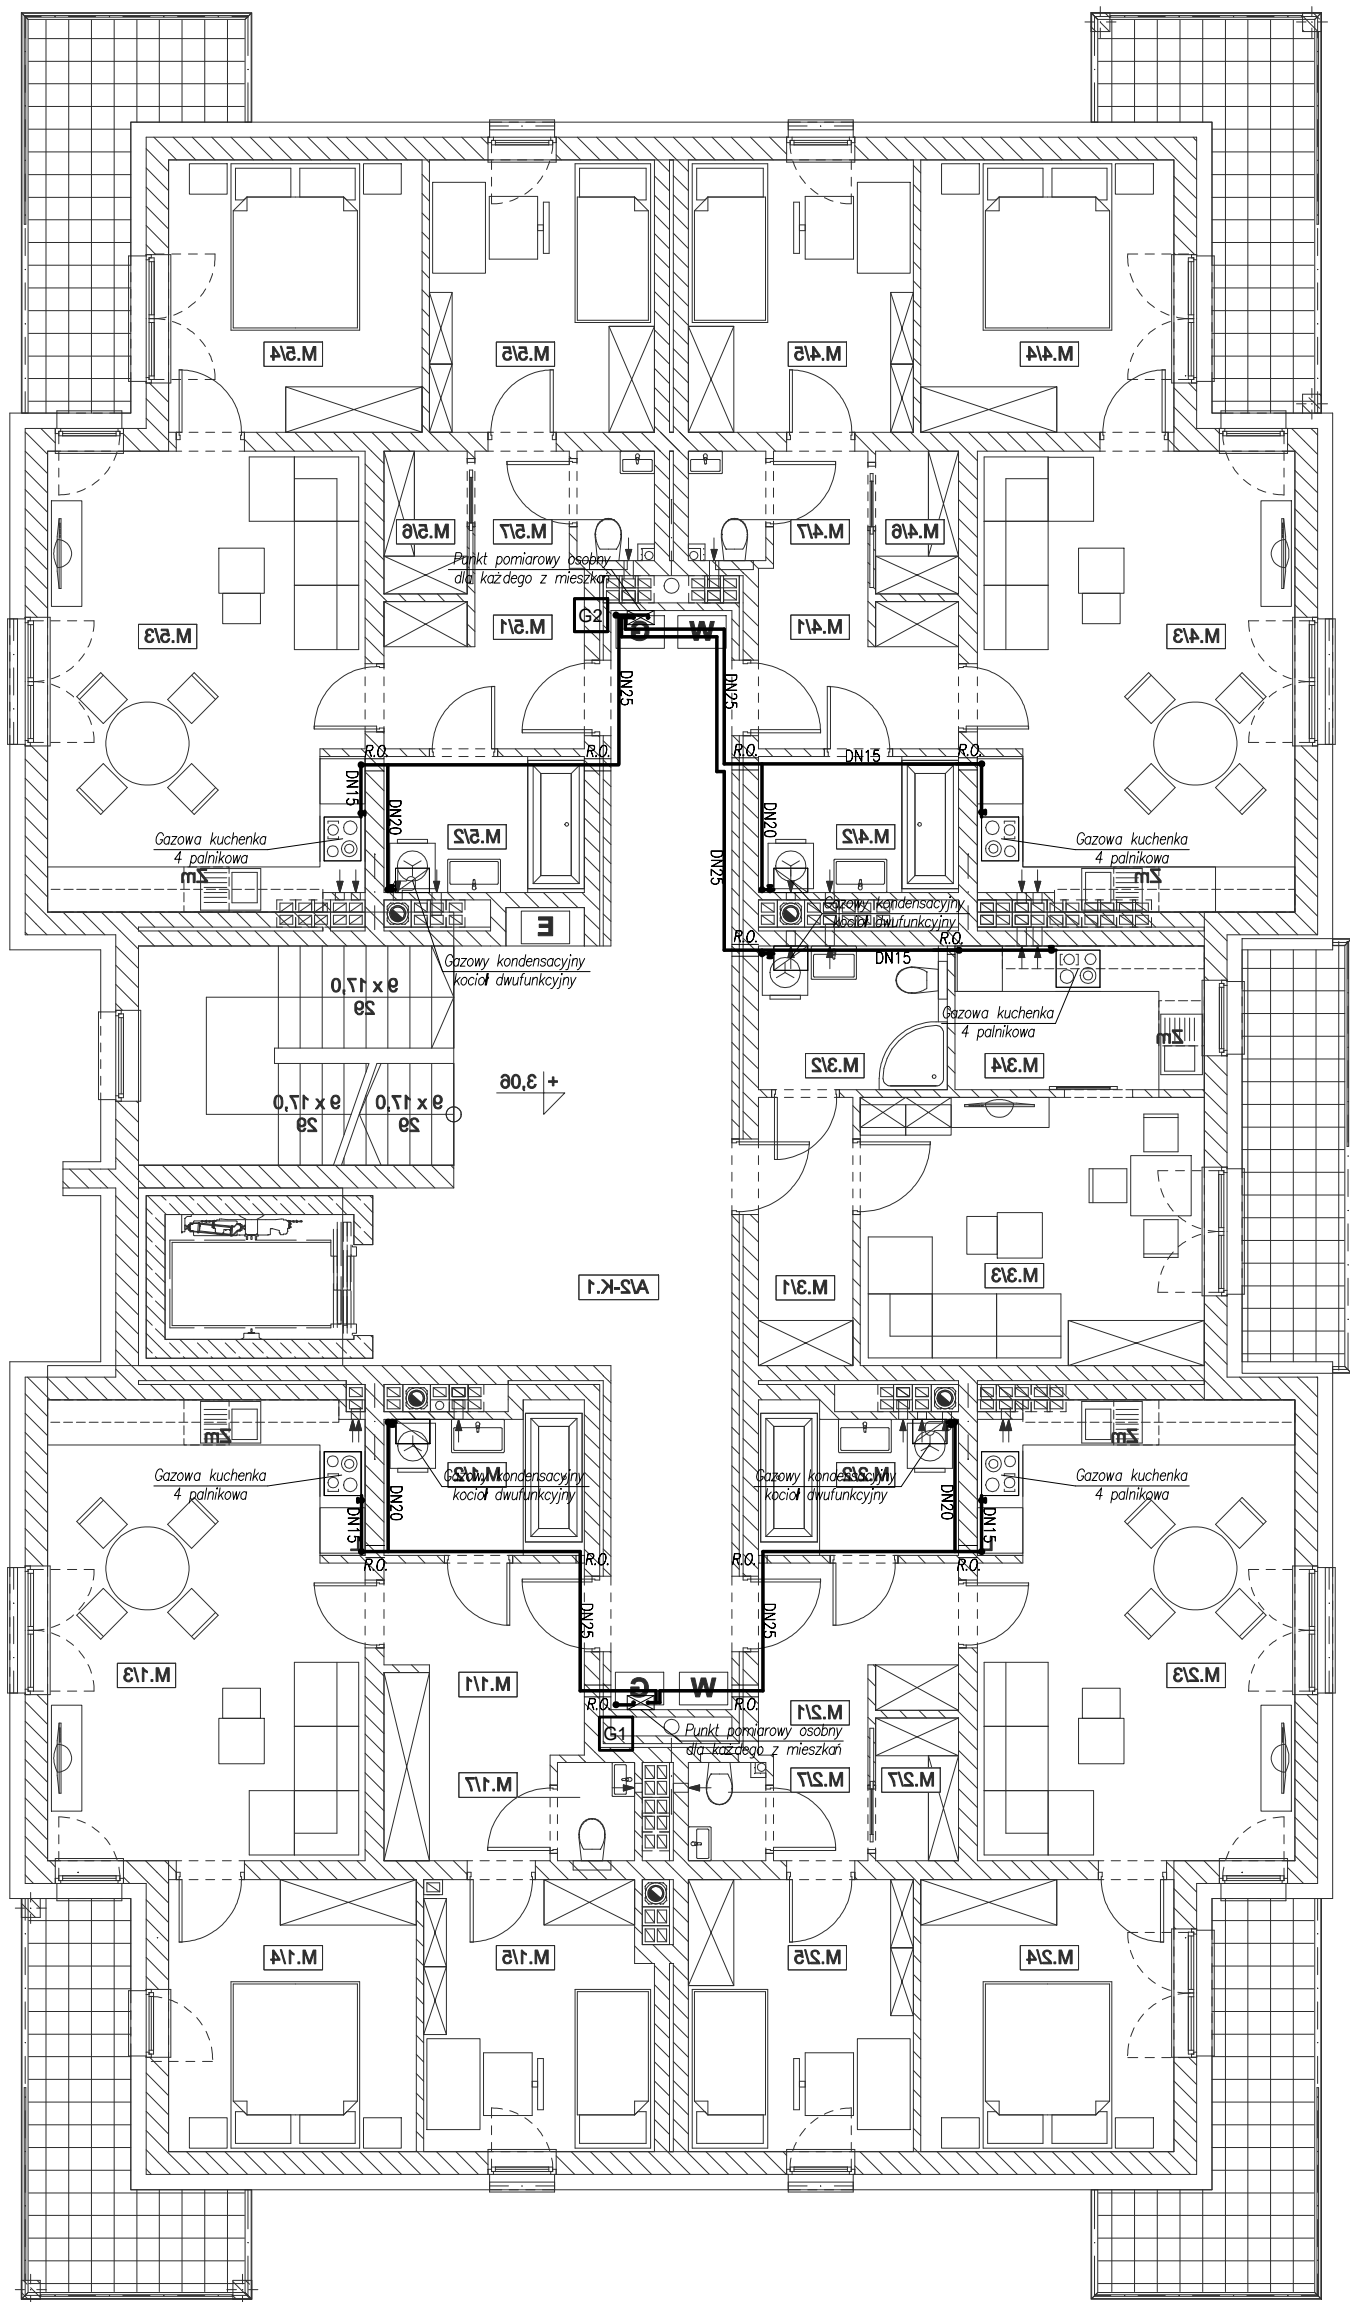 M.5/4
M.5/5
M.4/5
M.4/4
M.5/6
M.5/7
M.4/7
M.4/6
Punkt pomiarowy osobny
dla każdego z mieszkań
G2
M.5/3
M.5/1
G
W
M.4/1
M.4/3
DN25
DN25
R.O.
R.O.
R.O.
R.O.
DN15
DN15
DN20
DN20
M.5/2
M.4/2
DN25
Gazowa kuchenka
4 palnikowa
Gazowa kuchenka
4 palnikowa
Zm
Zm
E
Gazowy kondensacyjny
kocioł dwufunkcyjny
R.O.
R.O.
DN15
Gazowy kondensacyjny
kocioł dwufunkcyjny
9 x 17,0
29
Gazowa kuchenka
4 palnikowa
Zm
M.3/2
M.3/4
+ 3,06
9 x 17,0
29
9 x 17,0
29
A/2-K.1
M.3/1
M.3/3
Zm
Zm
Gazowa kuchenka
4 palnikowa
M.1/2
Gazowy kondensacyjny
kocioł dwufunkcyjny
M.2/2
Gazowy kondensacyjny
kocioł dwufunkcyjny
Gazowa kuchenka
4 palnikowa
DN15
DN20
DN20
DN15
R.O.
R.O.
R.O.
R.O.
DN25
DN25
M.1/3
M.1/1
G
W
M.2/3
R.O.
R.O.
M.2/1
G1
Punkt pomiarowy osobny
dla każdego z mieszkań
M.1/7
M.2/7
M.2/7
M.1/4
M.1/5
M.2/5
M.2/4